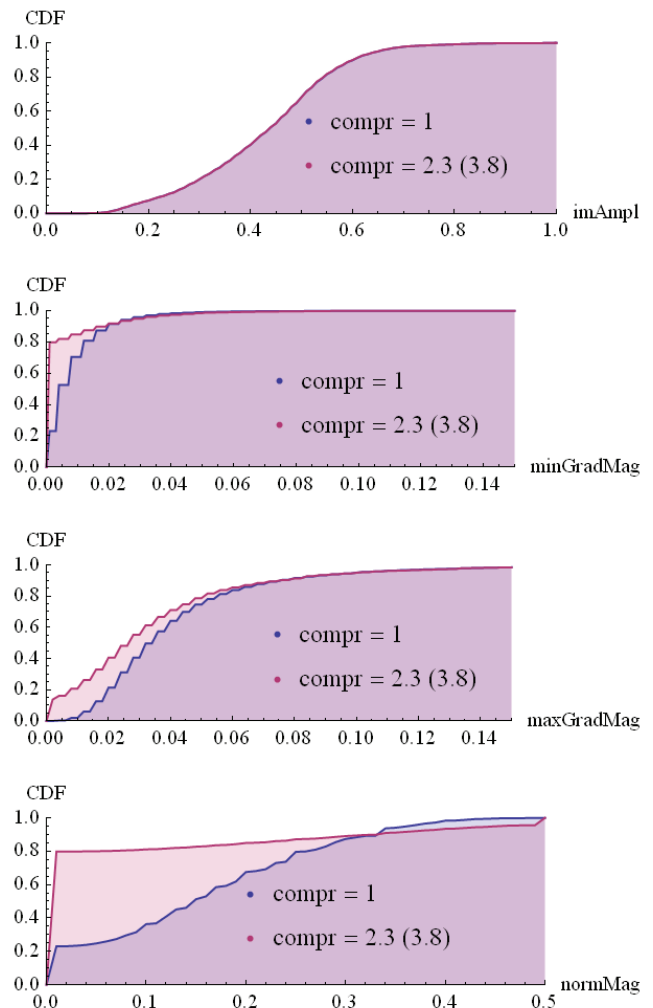 CDF
1.0
0.8
0.6
0.4
0.2
0.0
compr = 1
compr = 2.3 (3.8)
0.0 0.2 0.4 0.6 0.8 1.0 imAmpl
CDF
1.0
0.8
0.6
0.4
0.2
0.0
compr = 1
compr = 2.3 (3.8)
0.00 0.02 0.04 0.06 0.08 0.10 0.12 0.14 minGradMag
CDF
1.0
0.8
0.6
0.4
0.2
0.0
compr = 1
compr = 2.3 (3.8)
0.00 0.02 0.04 0.06 0.08 0.10 0.12 0.14 maxGradMag
CDF
1.0
0.8
0.6
0.4
0.2
0.0
compr = 1
compr = 2.3 (3.8)
0.0 0.1 0.2 0.3 0.4 0.5 normMag